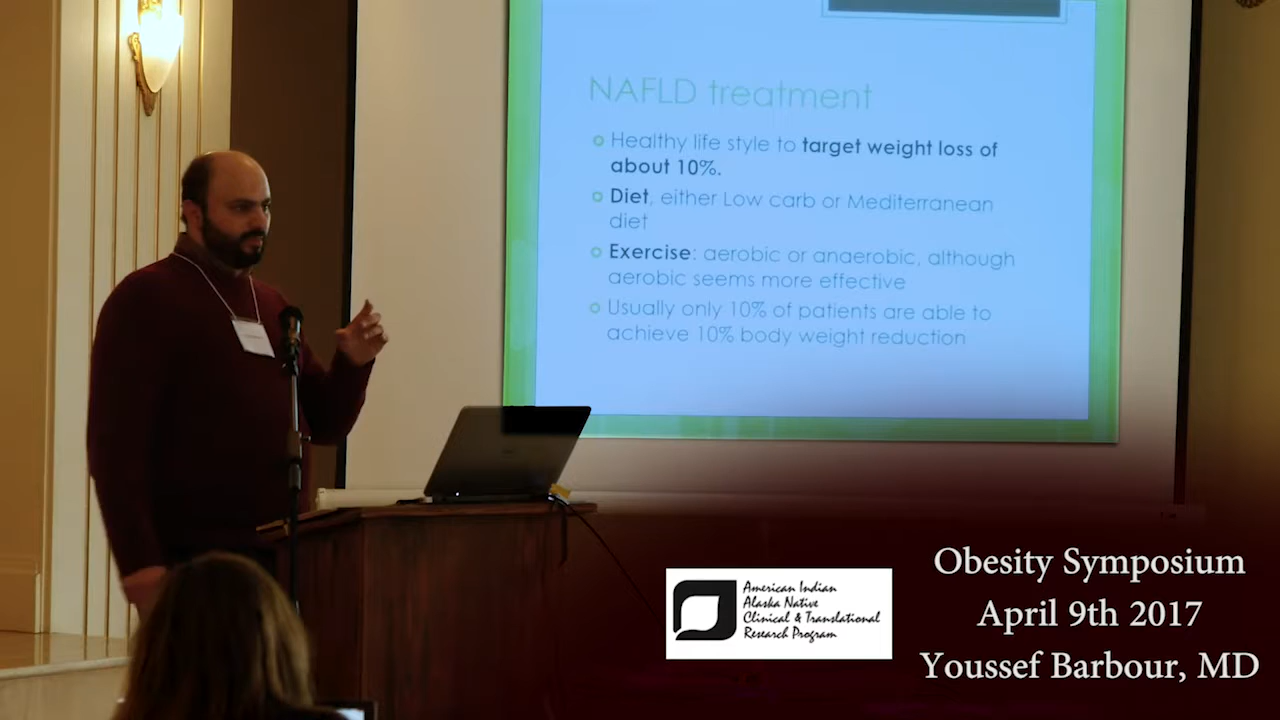 NAFLD treatment
Healthy life style to target weight loss of
about 10%.
Diet, either Low carb or Mediterranean
diet
Exercise: aerobic or anaerobic, although
aerobic seems more effective
Usually only 10% of patients are able to
achieve 10% body weight reduction
American Indian
Alaska Native
Clinical & Translational
Research Program
Obesity Symposium
April 9th 2017
Youssef Barbour, MD